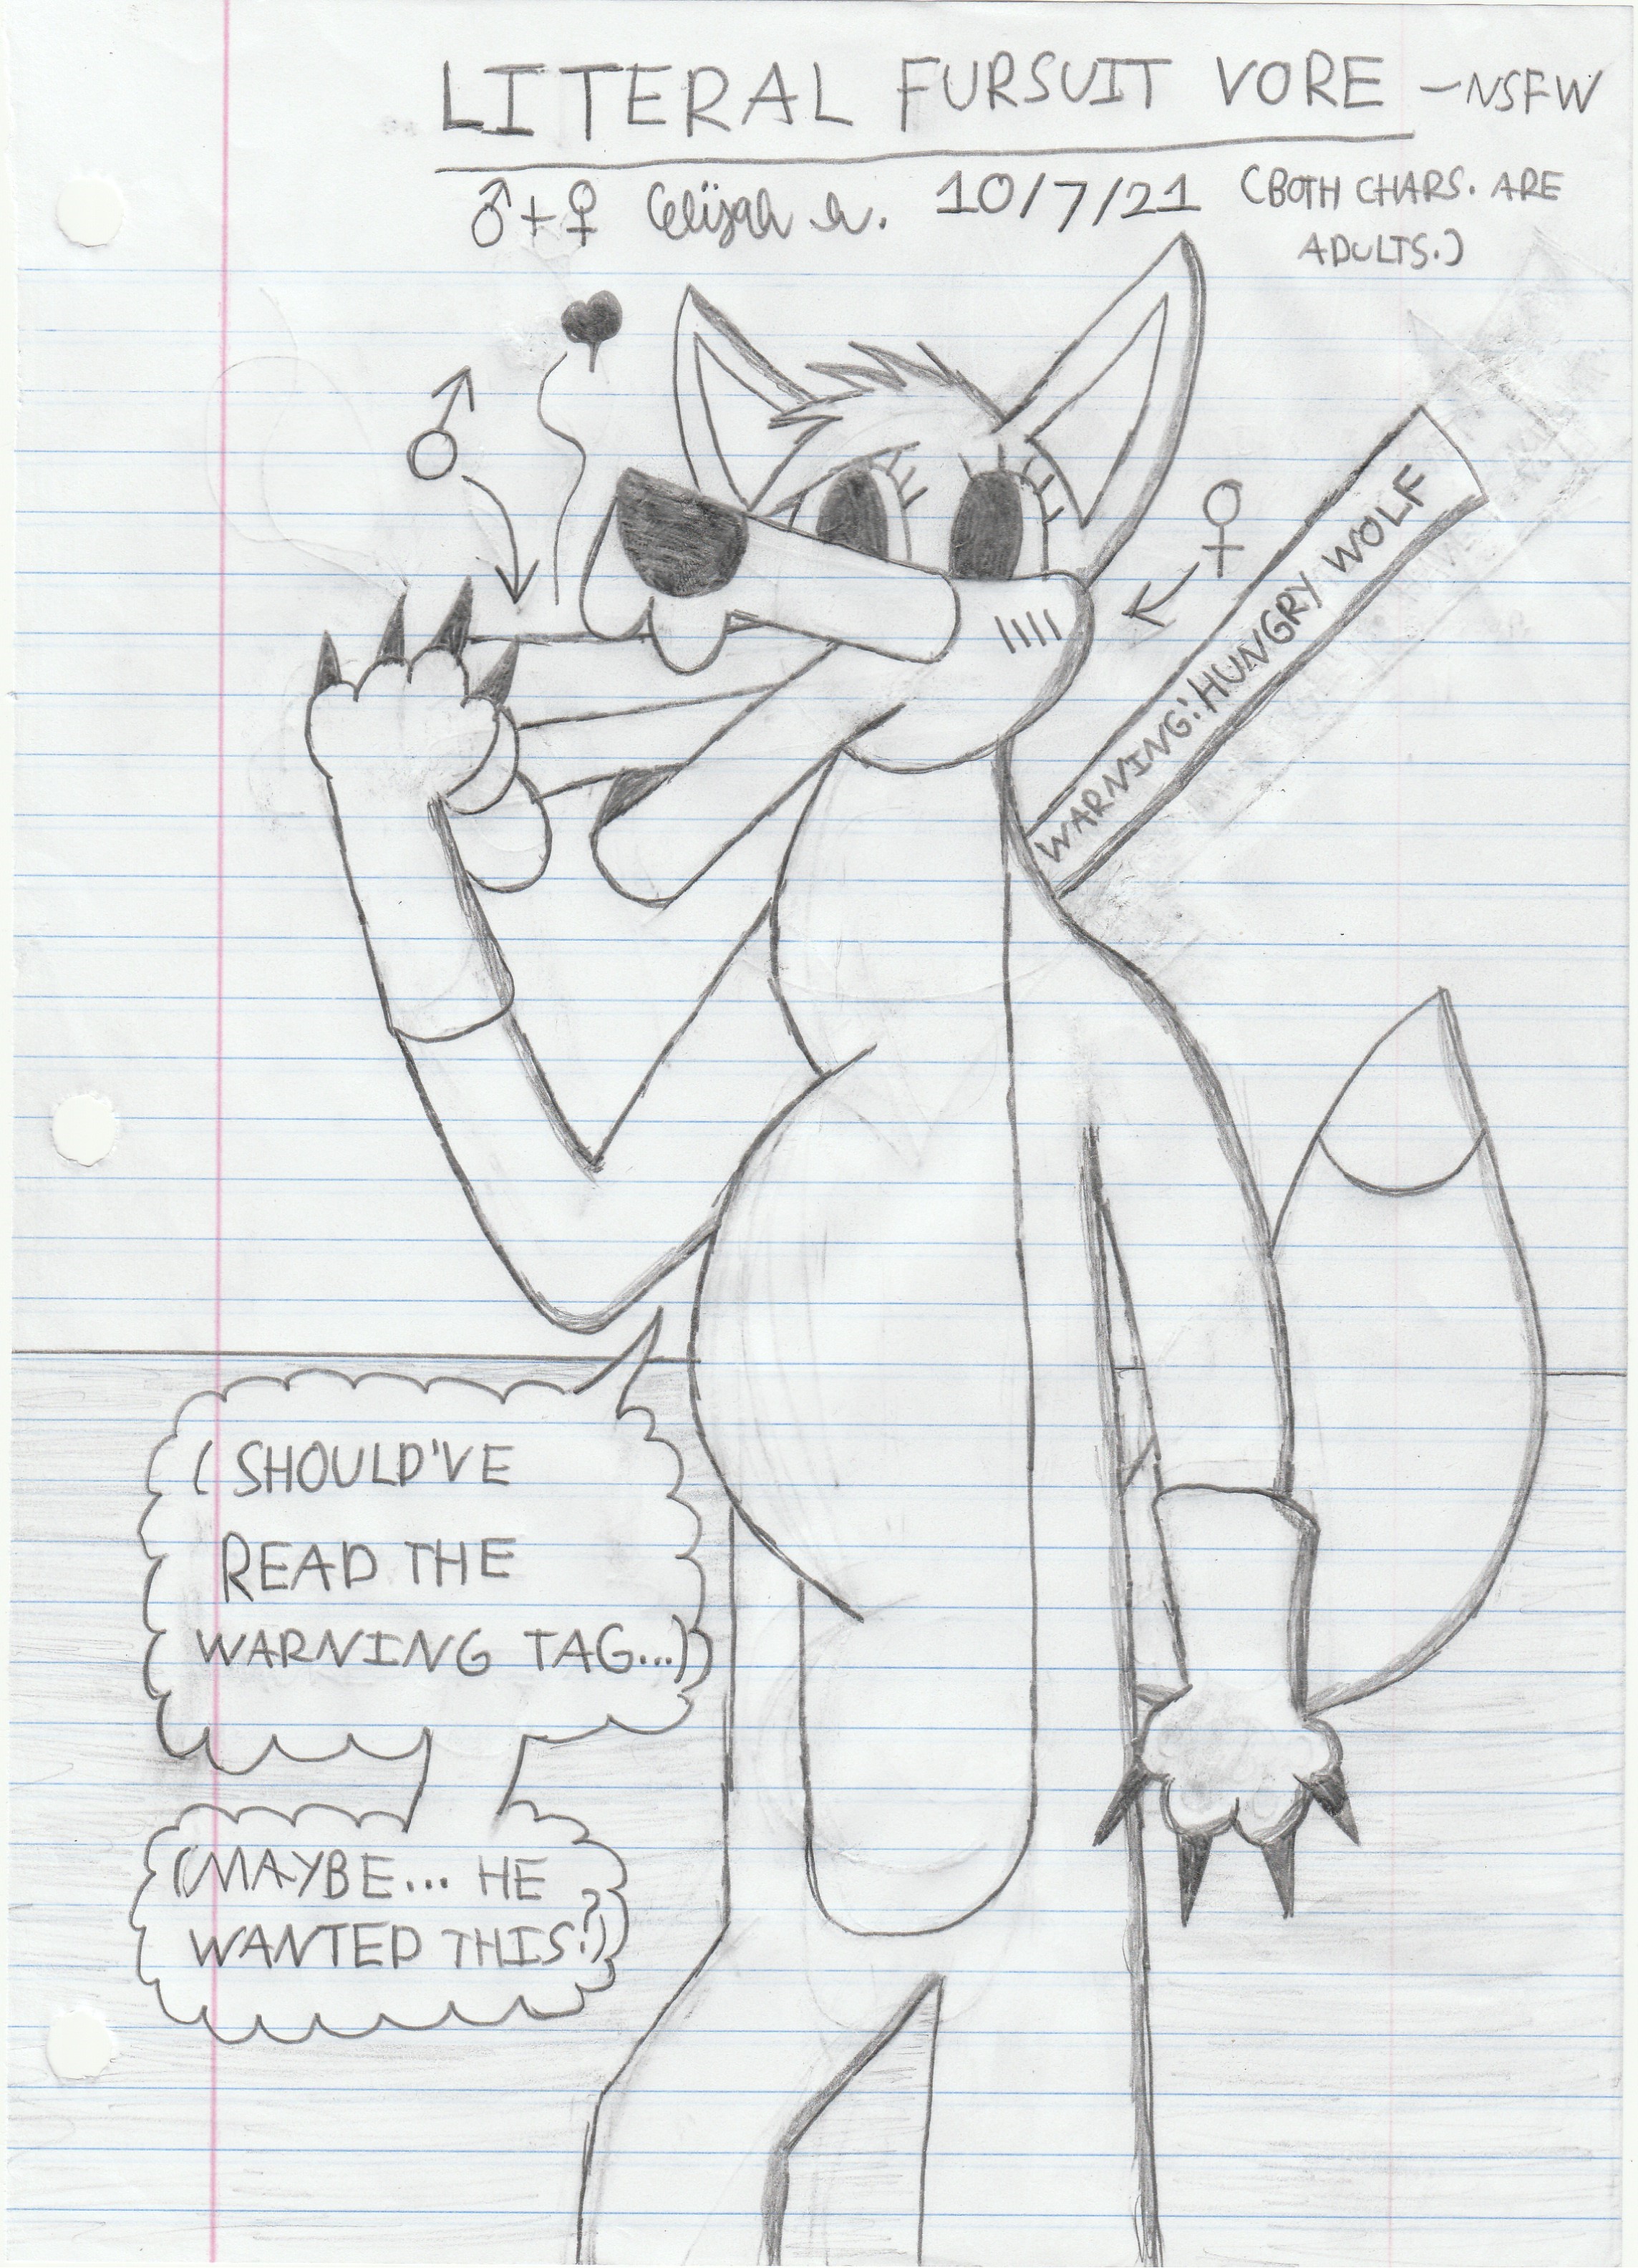 LITERAL FURSUIT VORE -NSFW
♂+♀ Elijah h. 10/7/21 (BOTH CHARS. ARE
ADULTS.)
♂
♀
WARNING: HUNGRY WOLF
(SHOULD'VE
READ THE
WARNING TAG...)
(MAYBE... HE
WANTED THIS?)